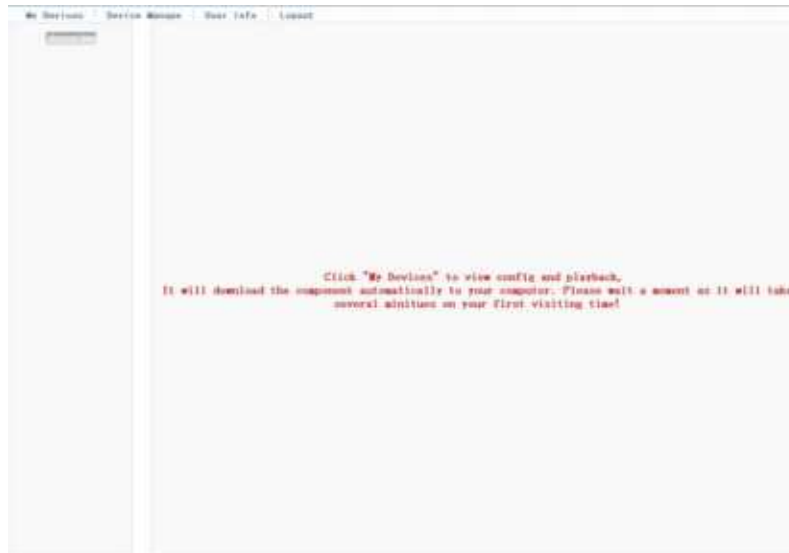 My Devices Device Manage User Info Logout
Click "My Devices" to view config and playback,
It will download the component automatically to your computor. Please wait a moment as it will take
several minitues on your first visiting time!